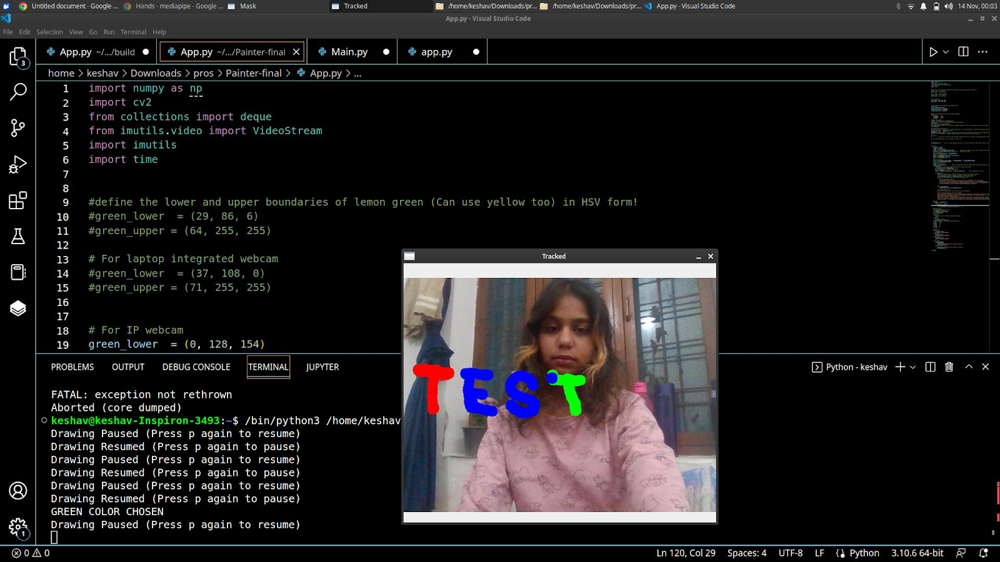 Untitled document - Google ... Hands - mediapipe - Google ... Mask Tracked /home/keshav/Downloads/pr... /home/keshav/Downloads/pr... App.py - Visual Studio Code 14 Nov, 00:03
App.py - Visual Studio Code
File Edit Selection View Go Run Terminal Help
App.py ~/.../build App.py ~/.../Painter-final Main.py app.py
3
home > keshav > Downloads > pros > Painter-final > App.py > ...
1 import numpy as np
2 import cv2
3 from collections import deque
4 from imutils.video import VideoStream
5 import imutils
6 import time
7
8
9 #define the lower and upper boundaries of lemon green (Can use yellow too) in HSV form!
10 #green_lower  = (29, 86, 6)
11 #green_upper = (64, 255, 255)
12
13 # For laptop integrated webcam
14 #green_lower  = (37, 108, 0)
15 #green_upper = (71, 255, 255)
16
17
18 # For IP webcam
19 green_lower  = (0, 128, 154)
Tracked
TEST
PROBLEMS OUTPUT DEBUG CONSOLE TERMINAL JUPYTER Python - keshav
FATAL: exception not rethrown
Aborted (core dumped)
keshav@keshav-Inspiron-3493:~$ /bin/python3 /home/keshav
Drawing Paused (Press p again to resume)
Drawing Resumed (Press p again to pause)
Drawing Paused (Press p again to resume)
Drawing Resumed (Press p again to pause)
Drawing Paused (Press p again to resume)
Drawing Resumed (Press p again to pause)
GREEN COLOR CHOSEN
Drawing Paused (Press p again to resume)
1
0 0 Ln 120, Col 29 Spaces: 4 UTF-8 LF Python 3.10.6 64-bit